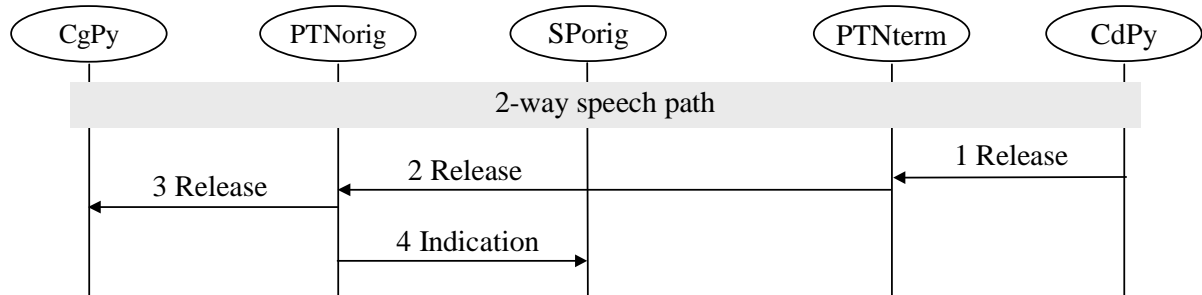 CgPy
PTNorig
SPorig
PTNterm
CdPy
2-way speech path
1 Release
2 Release
3 Release
4 Indication